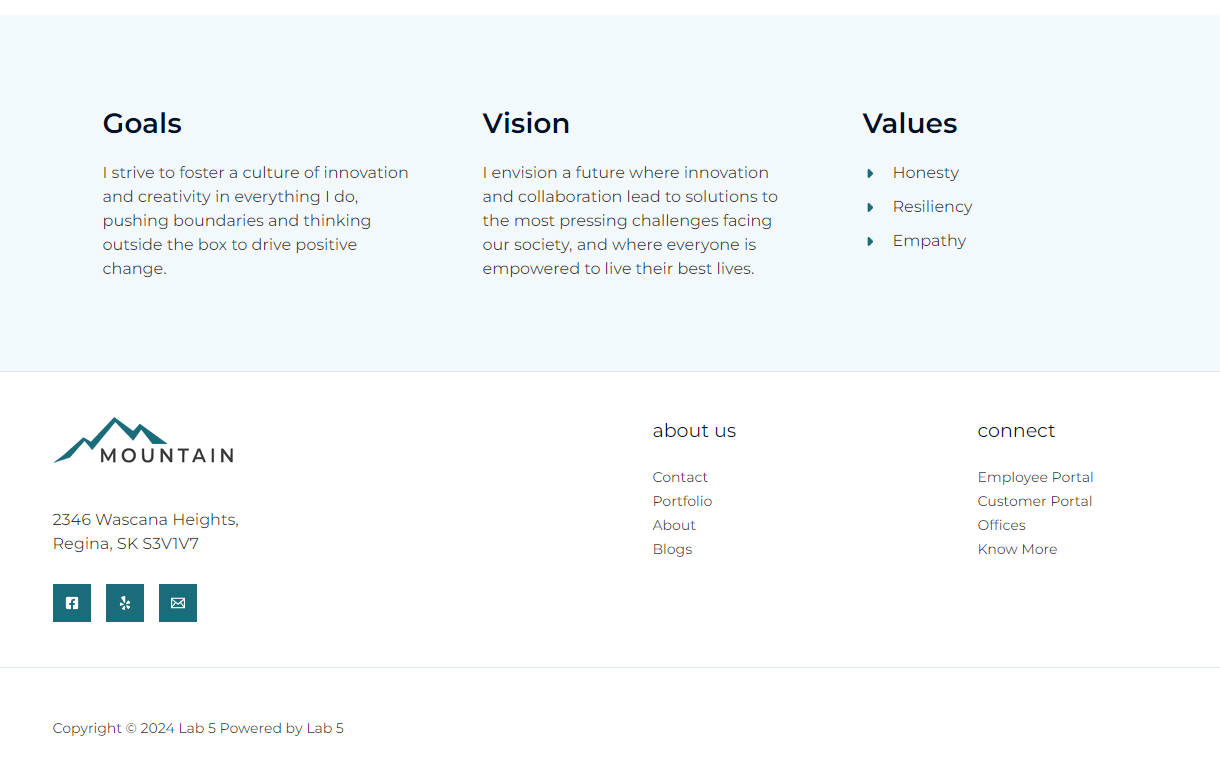 Goals
I strive to foster a culture of innovation
and creativity in everything I do,
pushing boundaries and thinking
outside the box to drive positive
change.
Vision
I envision a future where innovation
and collaboration lead to solutions to
the most pressing challenges facing
our society, and where everyone is
empowered to live their best lives.
Values
Honesty
Resiliency
Empathy
MOUNTAIN
2346 Wascana Heights,
Regina, SK S3V1V7
about us
Contact
Portfolio
About
Blogs
connect
Employee Portal
Customer Portal
Offices
Know More
Copyright © 2024 Lab 5 Powered by Lab 5